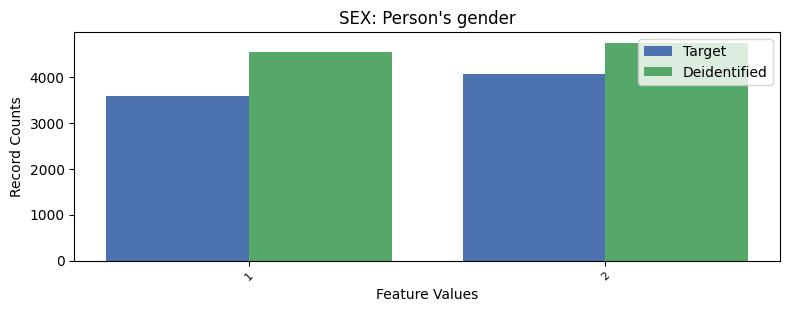 SEX: Person's gender
Target
Deidentified
Record Counts
4000
3000
2000
1000
0
1
2
Feature Values